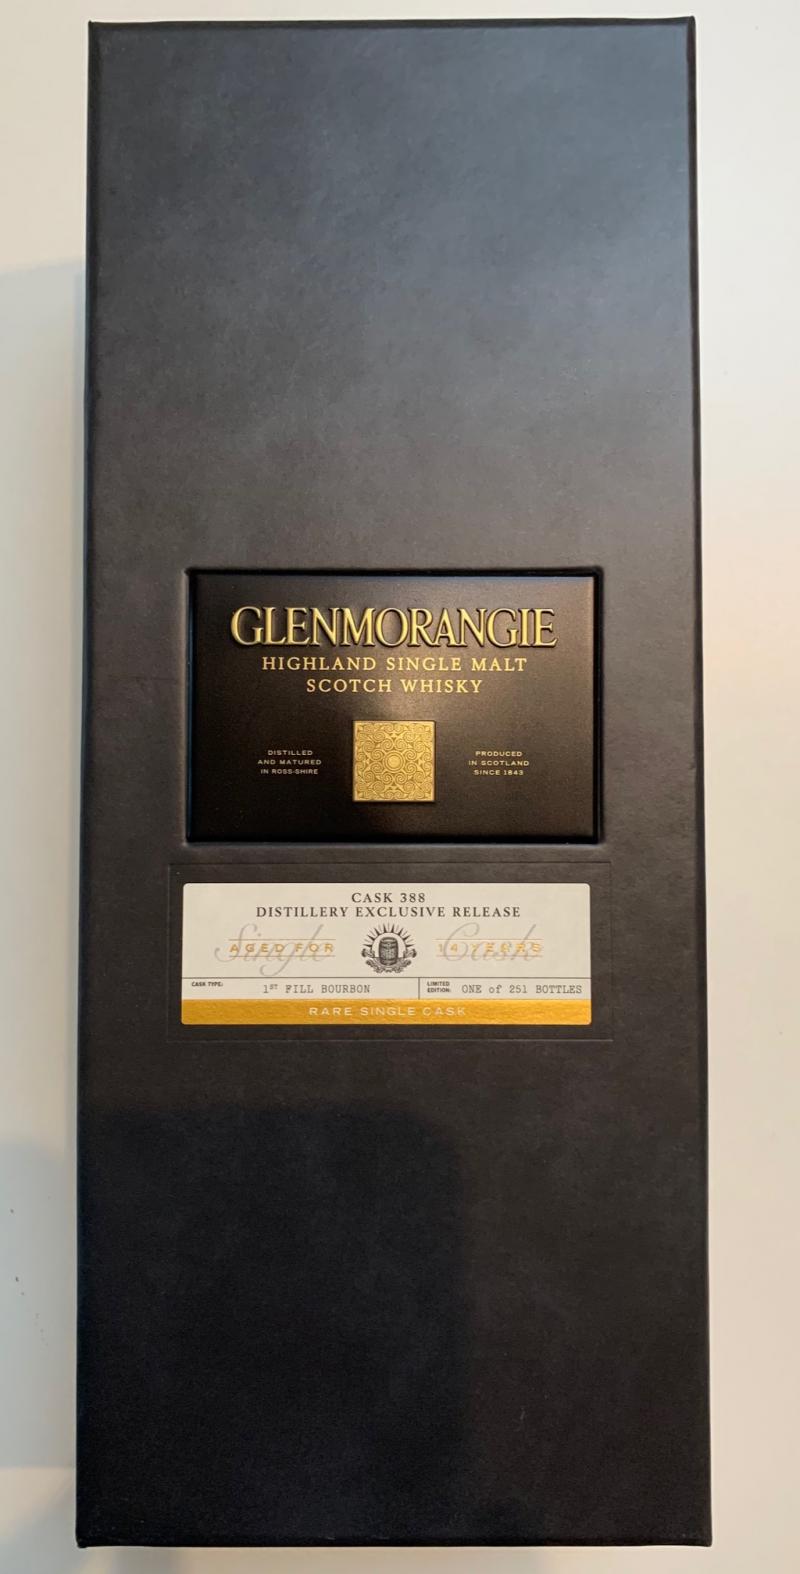 GLENMORANGIE
HIGHLAND SINGLE MALT
SCOTCH WHISKY
DISTILLED
AND MATURED
IN ROSS-SHIRE
PRODUCED
IN SCOTLAND
SINCE 1843
CASK 388
DISTILLERY EXCLUSIVE RELEASE
Single Cask
AGED FOR 14 YEARS
CASK TYPE: 1ST FILL BOURBON
LIMITED EDITION: ONE of 251 BOTTLES
RARE SINGLE CASK